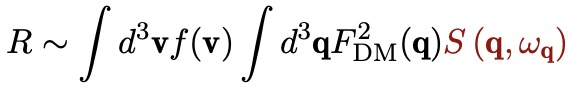 R ∼ ∫ d³𝐯 f(𝐯) ∫ d³𝐪 F²_DM(𝐪) S (𝐪, ω_𝐪)